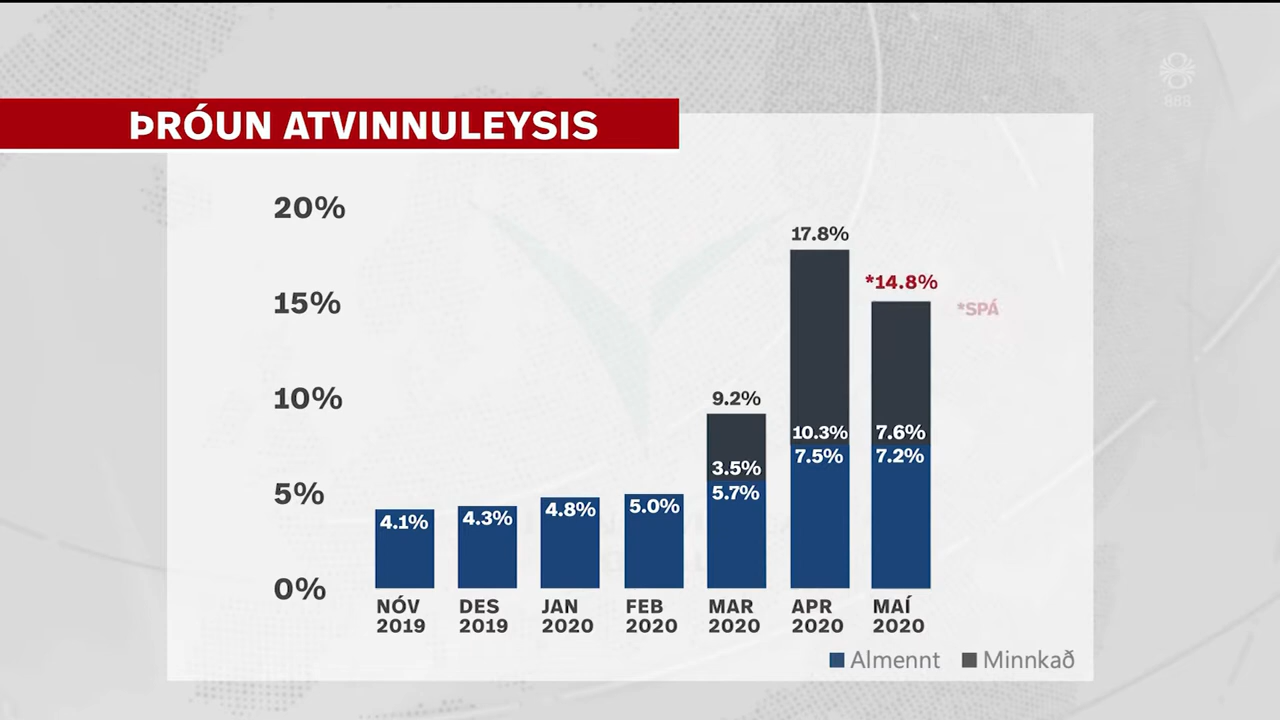 888
ÞRÓUN ATVINNULEYSIS
20%
15%
10%
5%
0%
4.1%
4.3%
4.8%
5.0%
9.2%
3.5%
5.7%
17.8%
10.3%
7.5%
*14.8%
7.6%
7.2%
*SPÁ
NÓV
2019
DES
2019
JAN
2020
FEB
2020
MAR
2020
APR
2020
MAÍ
2020
Almennt
Minnkað